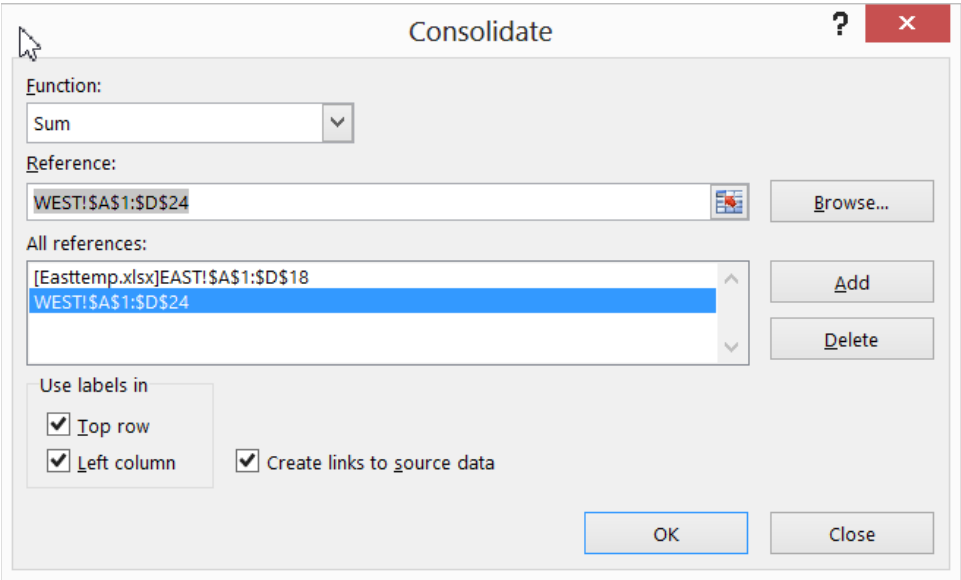 Consolidate
?
Function:
Sum
Reference:
WEST!$A$1:$D$24
Browse...
All references:
[Easttemp.xlsx]EAST!$A$1:$D$18
WEST!$A$1:$D$24
Add
Delete
Use labels in
Top row
Left column
Create links to source data
OK
Close